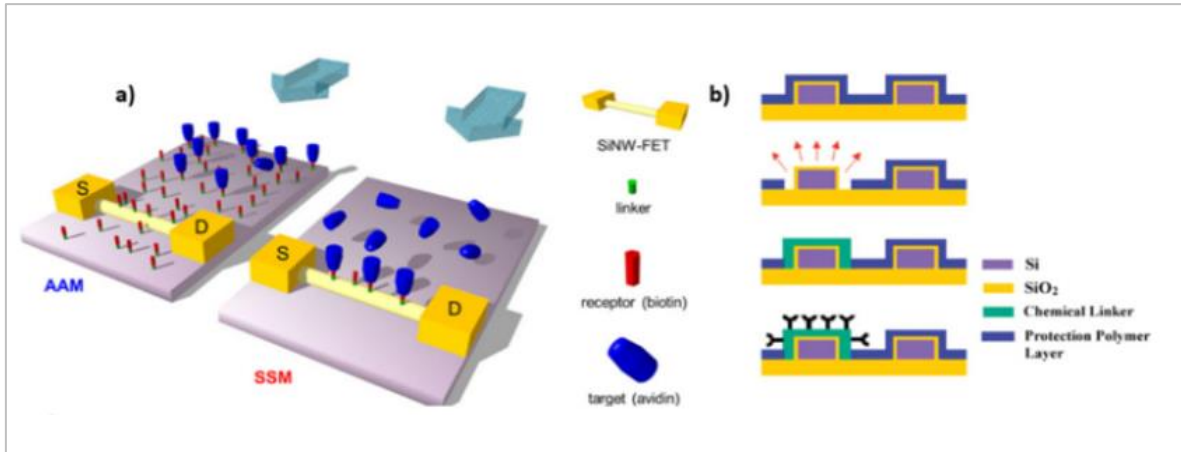 a)
S
D
AAM
S
D
SSM
SiNW-FET
linker
receptor (biotin)
target (avidin)
b)
Si
SiO₂
Chemical Linker
Protection Polymer
Layer